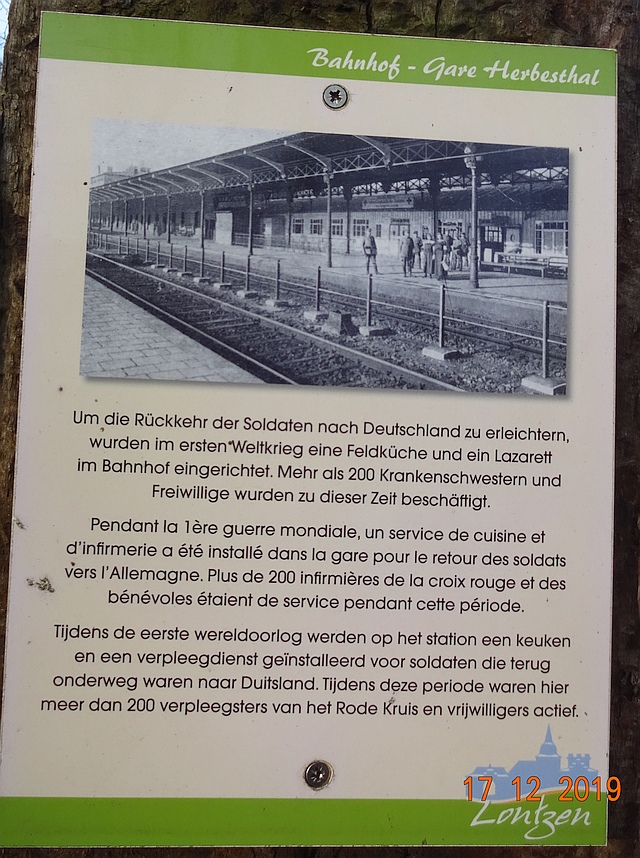 Bahnhof - Gare Herbesthal
Um die Rückkehr der Soldaten nach Deutschland zu erleichtern,
wurden im ersten Weltkrieg eine Feldküche und ein Lazarett
im Bahnhof eingerichtet. Mehr als 200 Krankenschwestern und
Freiwillige wurden zu dieser Zeit beschäftigt.
Pendant la 1ère guerre mondiale, un service de cuisine et
d'infirmerie a été installé dans la gare pour le retour des soldats
vers l'Allemagne. Plus de 200 infirmières de la croix rouge et des
bénévoles étaient de service pendant cette période.
Tijdens de eerste wereldoorlog werden op het station een keuken
en een verpleegdienst geïnstalleerd voor soldaten die terug
onderweg waren naar Duitsland. Tijdens deze periode waren hier
meer dan 200 verpleegsters van het Rode Kruis en vrijwilligers actief.
17 12 2019
Lontzen